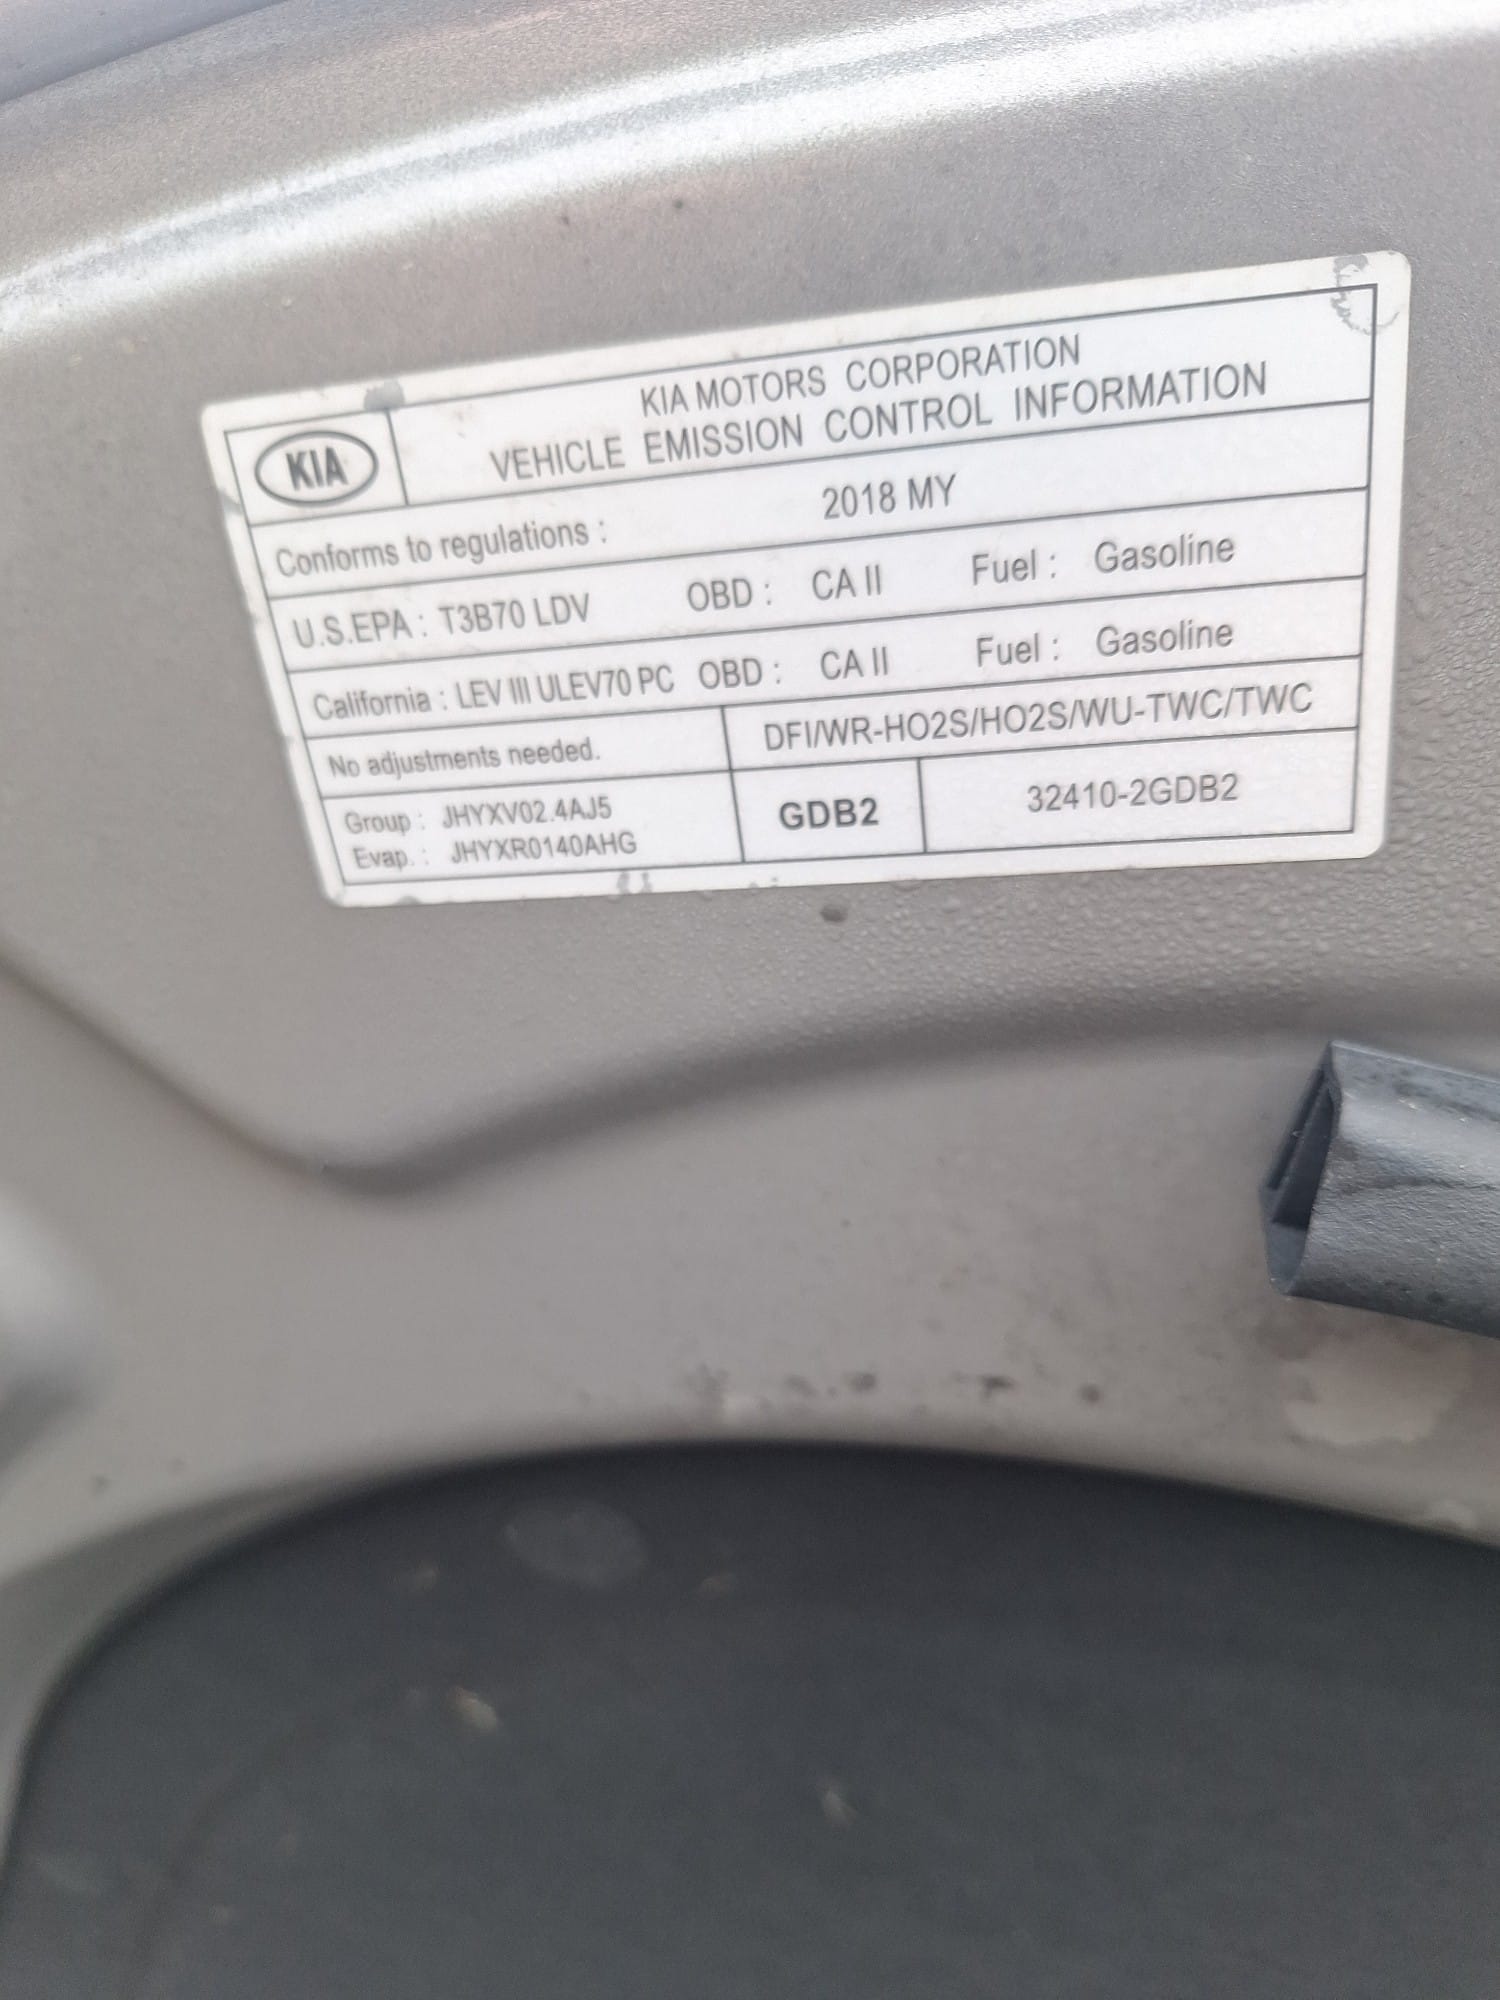 KIA
KIA MOTORS CORPORATION
VEHICLE EMISSION CONTROL INFORMATION
Conforms to regulations : 2018 MY
U.S.EPA : T3B70 LDV OBD : CA II Fuel : Gasoline
California : LEV III ULEV70 PC OBD : CA II Fuel : Gasoline
No adjustments needed. DFI/WR-HO2S/HO2S/WU-TWC/TWC
Group : JHYXV02.4AJ5
Evap. : JHYXR0140AHG
GDB2
32410-2GDB2